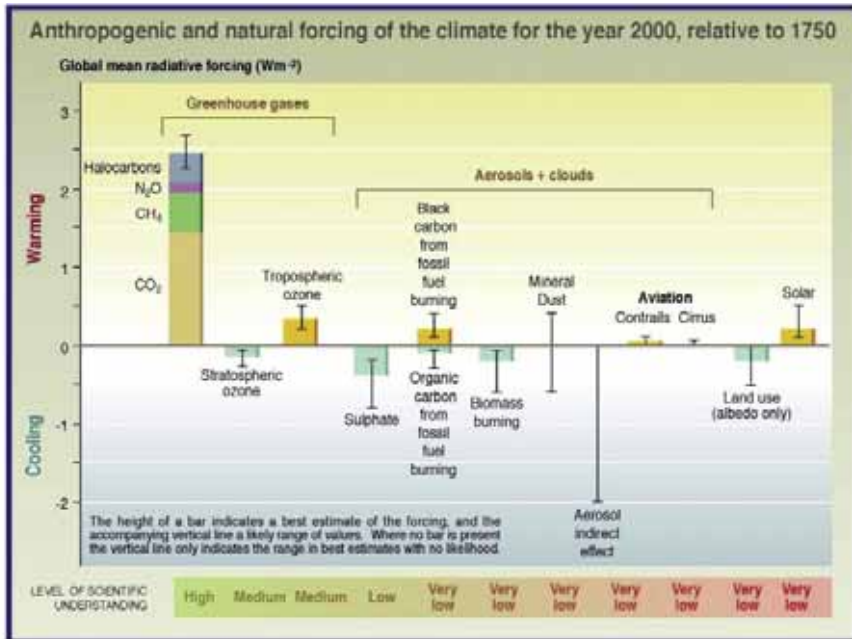 Anthropogenic and natural forcing of the climate for the year 2000, relative to 1750
Global mean radiative forcing (Wm⁻²)
3
2
1
0
-1
-2
Warming
Cooling
Greenhouse gases
Halocarbons
N₂O
CH₄
CO₂
Stratospheric
ozone
Tropospheric
ozone
Aerosols + clouds
Sulphate
Black
carbon
from
fossil
fuel
burning
Organic
carbon
from
fossil
fuel
burning
Biomass
burning
Mineral
Dust
Aerosol
indirect
effect
Aviation
Contrails Cirrus
Land use
(albedo only)
Solar
The height of a bar indicates a best estimate of the forcing, and the
accompanying vertical line a likely range of values. Where no bar is present
the vertical line only indicates the range in best estimates with no likelihood.
LEVEL OF SCIENTIFIC
UNDERSTANDING
High
Medium
Medium
Low
Very
low
Very
low
Very
low
Very
low
Very
low
Very
low
Very
low